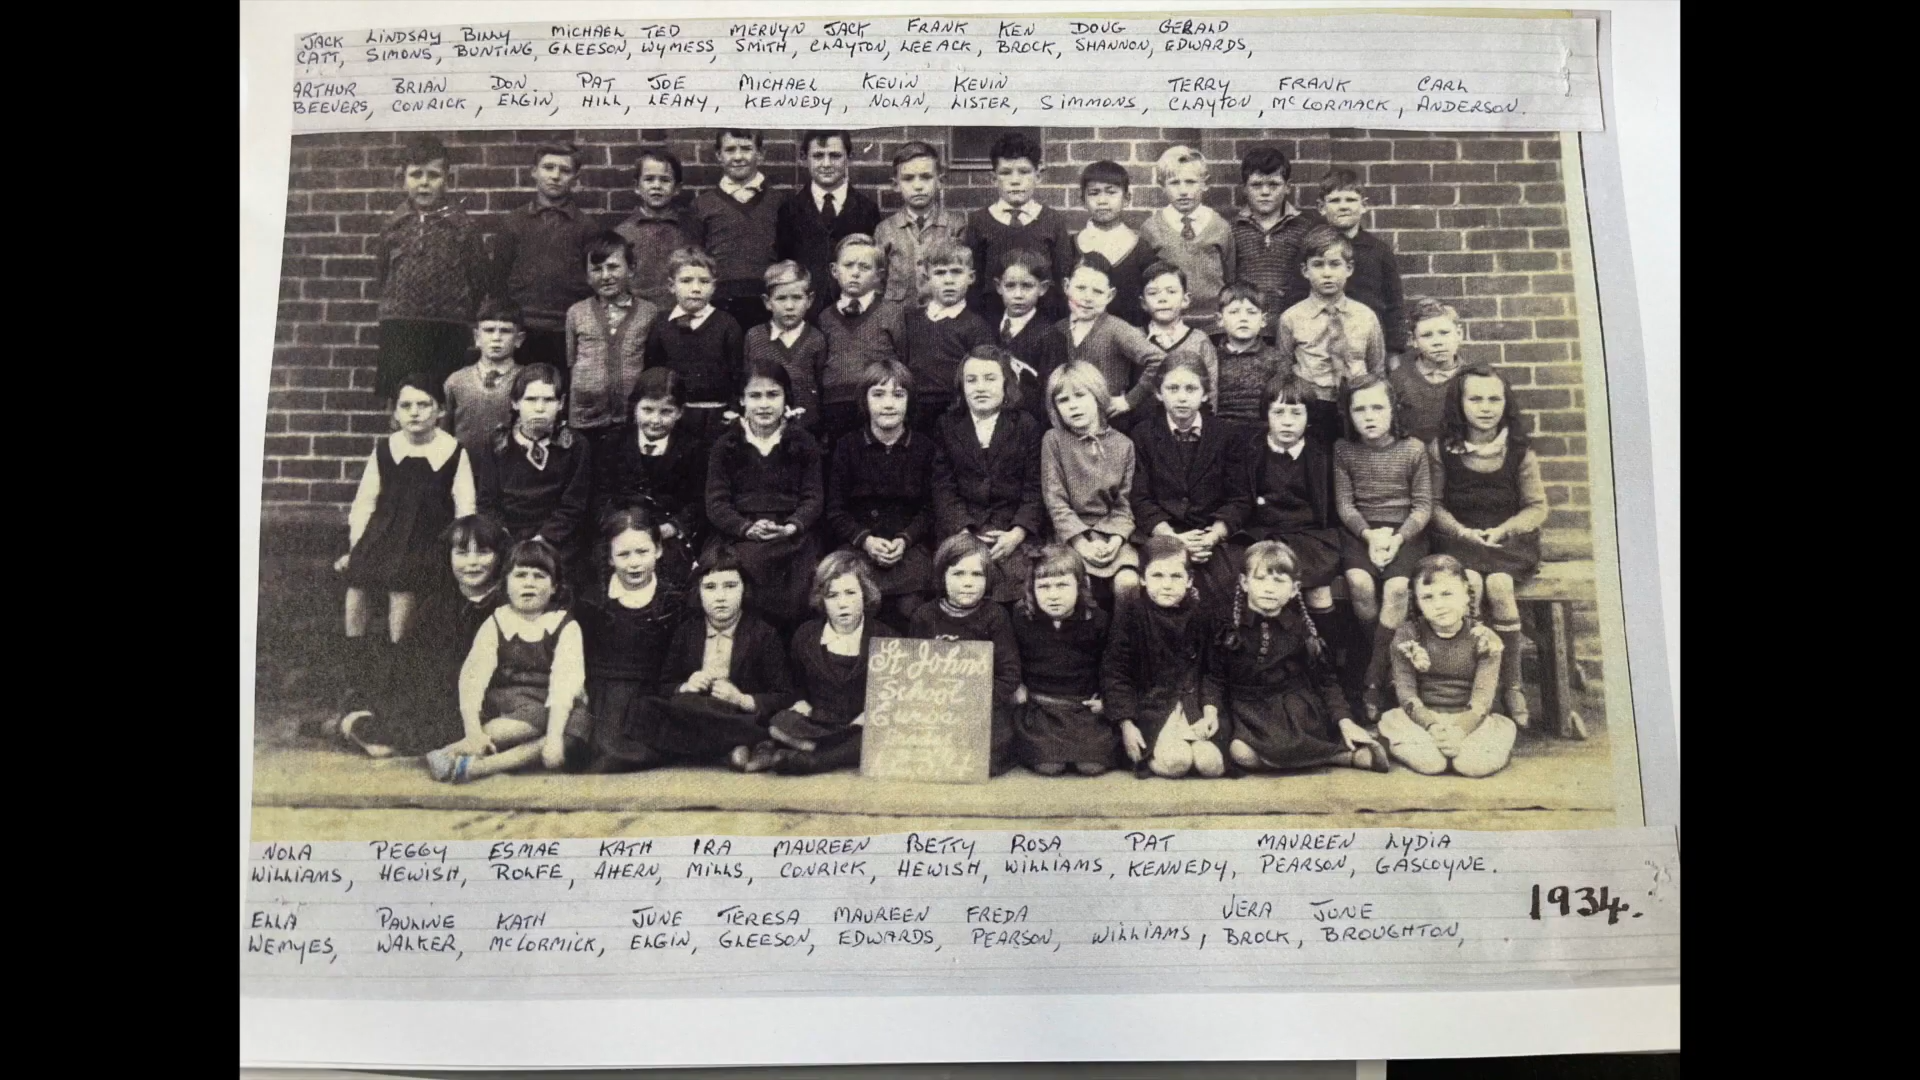 JACK LINDSAY BILLY MICHAEL TED MERVYN JACK FRANK KEN DOUG GERALD
CATT, SIMONS, BUNTING, GLEESON, WYMESS, SMITH, CLAYTON, LEEACK, BROCK, SHANNON, EDWARDS,
ARTHUR BRIAN DON. PAT JOE MICHAEL KEVIN KEVIN TERRY FRANK CARL
BEEVERS, CONRICK, ELGIN, HILL, LEAHY, KENNEDY, NOLAN, LISTER, SIMMONS, CLAYTON, McCORMACK, ANDERSON.
St Johns
School
1934
NOLA PEGGY ESMAE KATH IRA MAUREEN BETTY ROSA PAT MAUREEN LYDIA
WILLIAMS, HEWISH, ROLFE, AHERN, MILLS, CONRICK, HEWISH, WILLIAMS, KENNEDY, PEARSON, GASCOYNE.
1934.
ELLA PAULINE KATH JUNE TERESA MAUREEN FREDA VERA JUNE
WEMYES, WALKER, McCORMICK, ELGIN, GLEESON, EDWARDS, PEARSON, WILLIAMS, BROCK, BROUGHTON,